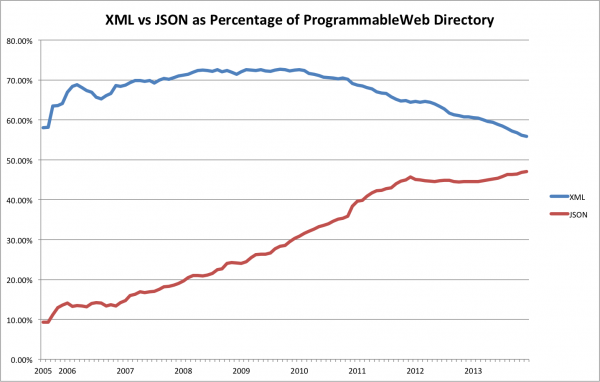 XML vs JSON as Percentage of ProgrammableWeb Directory
80.00%
70.00%
60.00%
50.00%
40.00%
30.00%
20.00%
10.00%
0.00%
2005 2006 2007 2008 2009 2010 2011 2012 2013
XML
JSON